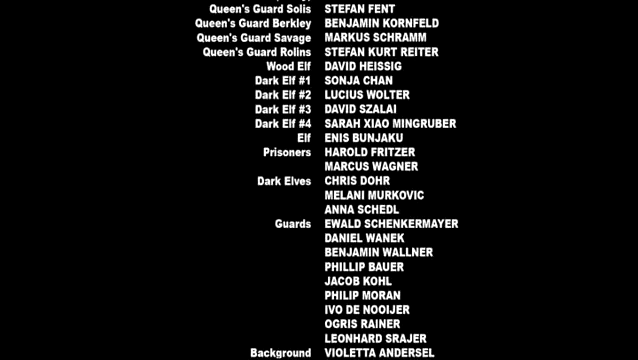 Queen's Guard Solis STEFAN FENT
Queen's Guard Berkley BENJAMIN KORNFELD
Queen's Guard Savage MARKUS SCHRAMM
Queen's Guard Rolins STEFAN KURT REITER
Wood Elf DAVID HEISSIG
Dark Elf #1 SONJA CHAN
Dark Elf #2 LUCIUS WOLTER
Dark Elf #3 DAVID SZALAI
Dark Elf #4 SARAH XIAO MINGRUBER
Elf ENIS BUNJAKU
Prisoners HAROLD FRITZER
MARCUS WAGNER
Dark Elves CHRIS DOHR
MELANI MURKOVIC
ANNA SCHEDL
Guards EWALD SCHENKERMAYER
DANIEL WANEK
BENJAMIN WALLNER
PHILLIP BAUER
JACOB KOHL
PHILIP MORAN
IVO DE NOOIJER
OGRIS RAINER
LEONHARD SRAJER
Background VIOLETTA ANDERSEL